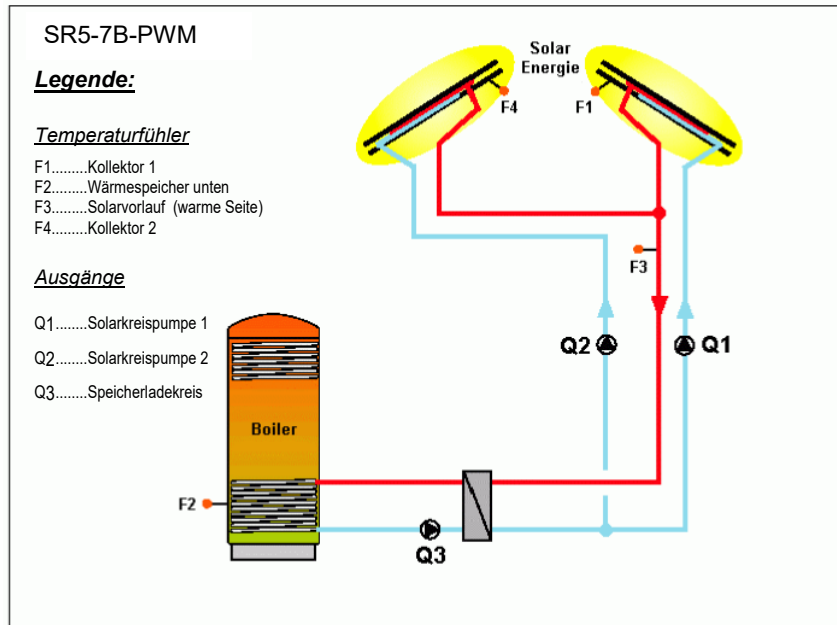 SR5-7B-PWM
Legende:
Temperaturfühler
F1.........Kollektor 1
F2.........Wärmespeicher unten
F3.........Solarvorlauf (warme Seite)
F4.........Kollektor 2
Ausgänge
Q1........Solarkreispumpe 1
Q2........Solarkreispumpe 2
Q3........Speicherladekreis
Solar
Energie
F4
F1
F3
Q2
Q1
Boiler
F2
Q3